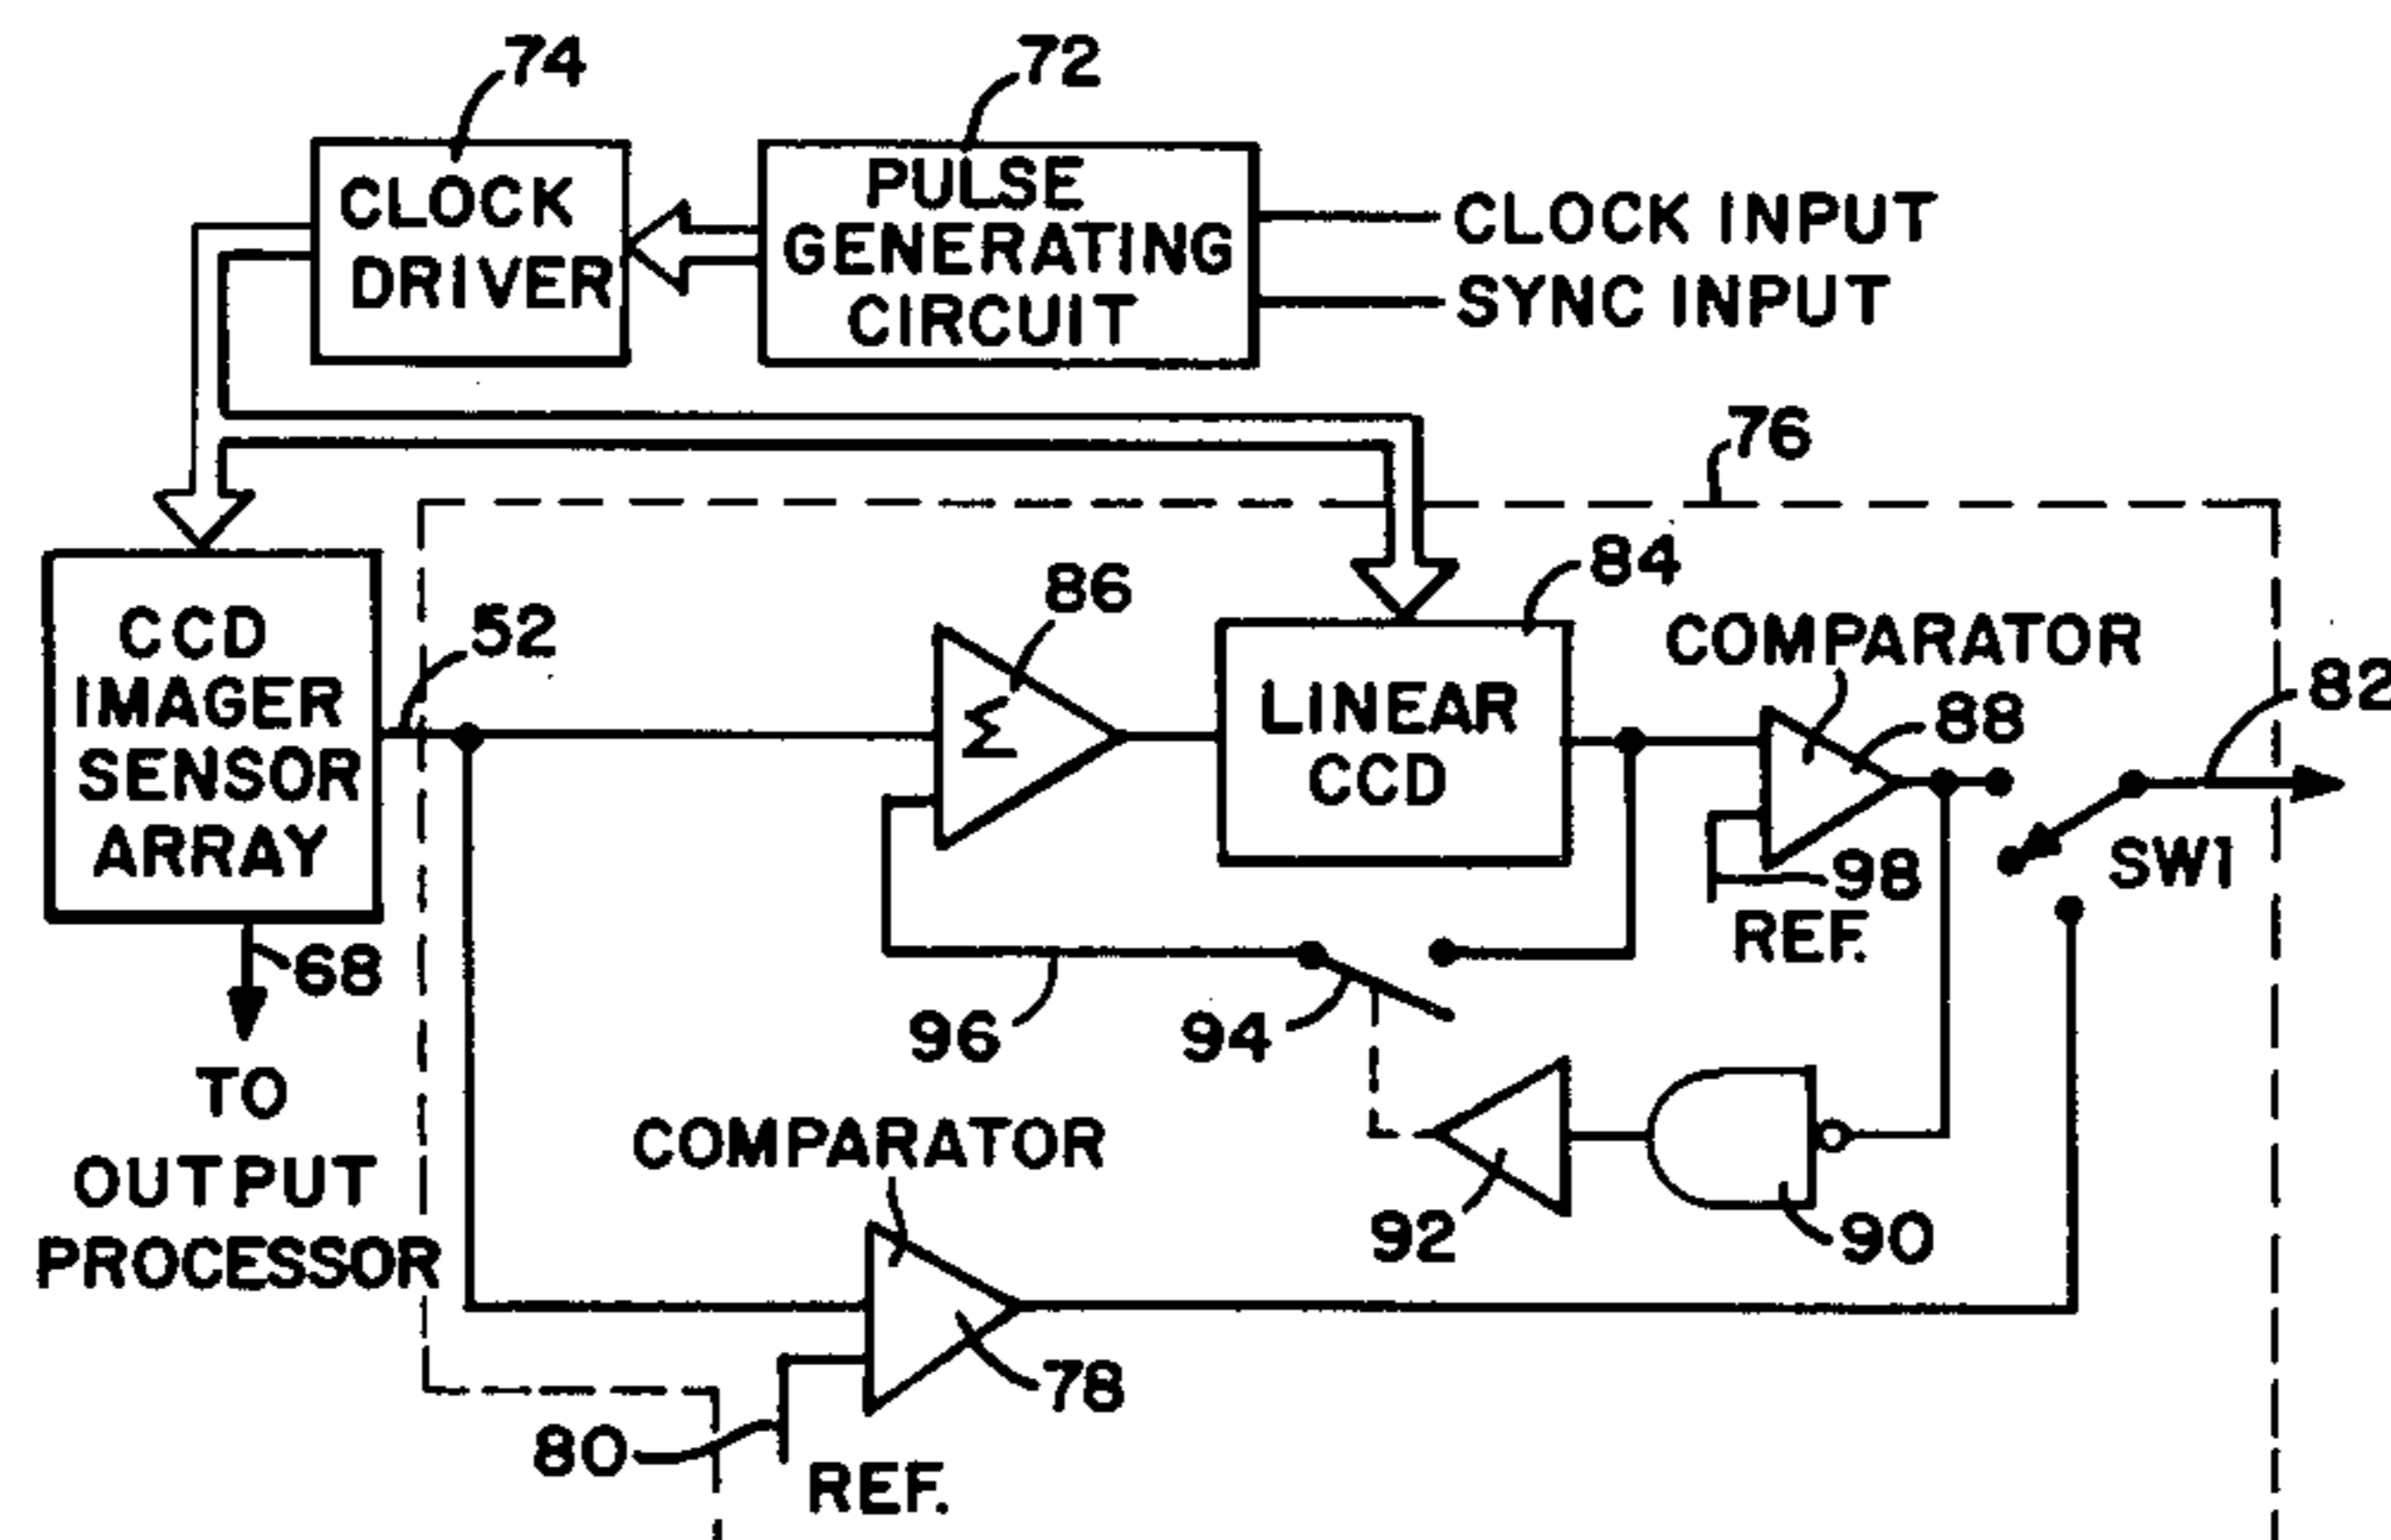 74
72
CLOCK
DRIVER
PULSE
GENERATING
CIRCUIT
CLOCK INPUT
SYNC INPUT
76
CCD
IMAGER
SENSOR
ARRAY
52
86
Σ
84
LINEAR
CCD
COMPARATOR
88
82
98
REF.
SW1
68
TO
OUTPUT
PROCESSOR
96
94
92
90
COMPARATOR
78
80
REF.